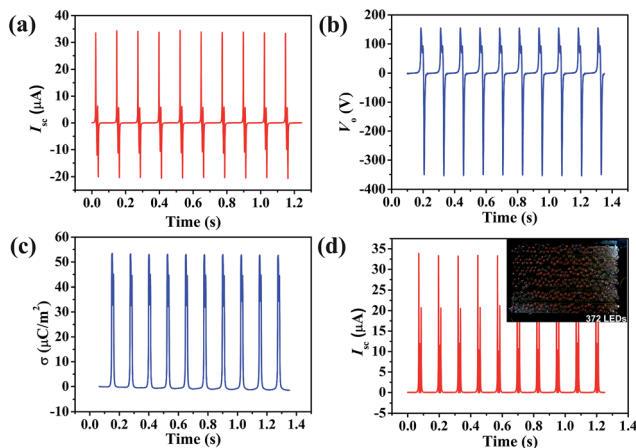 (a)
40
30
20
10
0
-10
-20
I_sc (μA)
0.0 0.2 0.4 0.6 0.8 1.0 1.2
Time (s)
(b)
200
100
0
-100
-200
-300
-400
V_o (V)
0.2 0.4 0.6 0.8 1.0 1.2 1.4
Time (s)
(c)
60
50
40
30
20
10
0
-10
σ (μC/m²)
0.0 0.2 0.4 0.6 0.8 1.0 1.2 1.4
Time (s)
(d)
35
30
25
20
15
10
5
0
-5
I_sc (μA)
372 LEDs
0.0 0.2 0.4 0.6 0.8 1.0 1.2 1.4
Time (s)